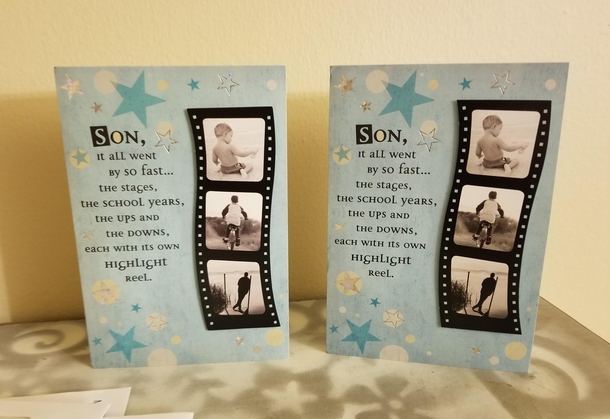 Son,
it all went
by so fast...
the stages,
the school years,
the ups and
the downs,
each with its own
highlight
reel.
Son,
it all went
by so fast...
the stages,
the school years,
the ups and
the downs,
each with its own
highlight
reel.